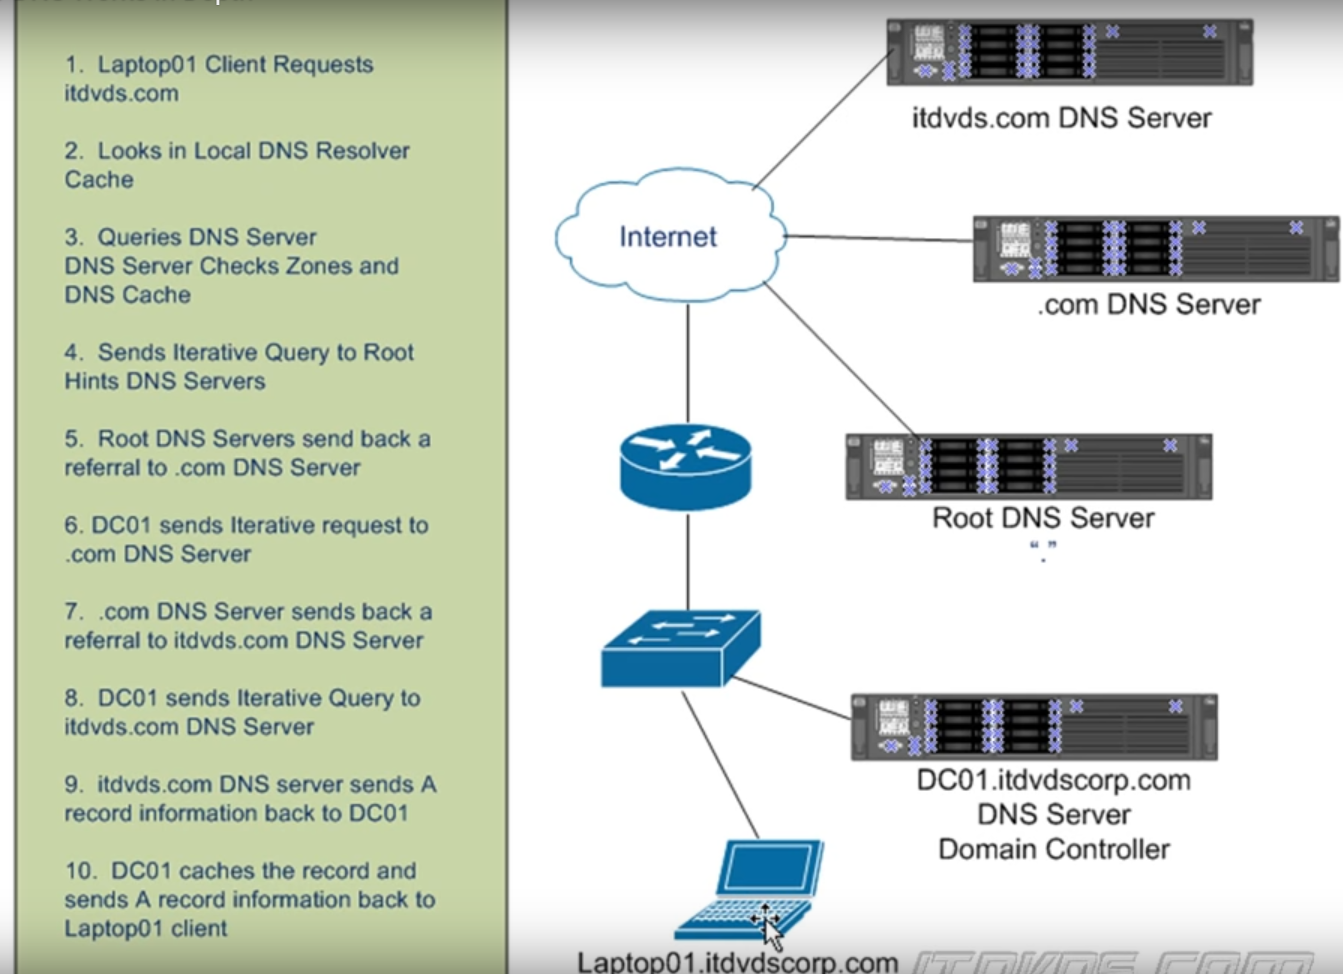 1. Laptop01 Client Requests
itdvds.com
2. Looks in Local DNS Resolver
Cache
3. Queries DNS Server
DNS Server Checks Zones and
DNS Cache
4. Sends Iterative Query to Root
Hints DNS Servers
5. Root DNS Servers send back a
referral to .com DNS Server
6. DC01 sends Iterative request to
.com DNS Server
7. .com DNS Server sends back a
referral to itdvds.com DNS Server
8. DC01 sends Iterative Query to
itdvds.com DNS Server
9. itdvds.com DNS server sends A
record information back to DC01
10. DC01 caches the record and
sends A record information back to
Laptop01 client
itdvds.com DNS Server
Internet
.com DNS Server
Root DNS Server
“.”
DC01.itdvdscorp.com
DNS Server
Domain Controller
Laptop01.itdvdscorp.com
ITDVDS.COM